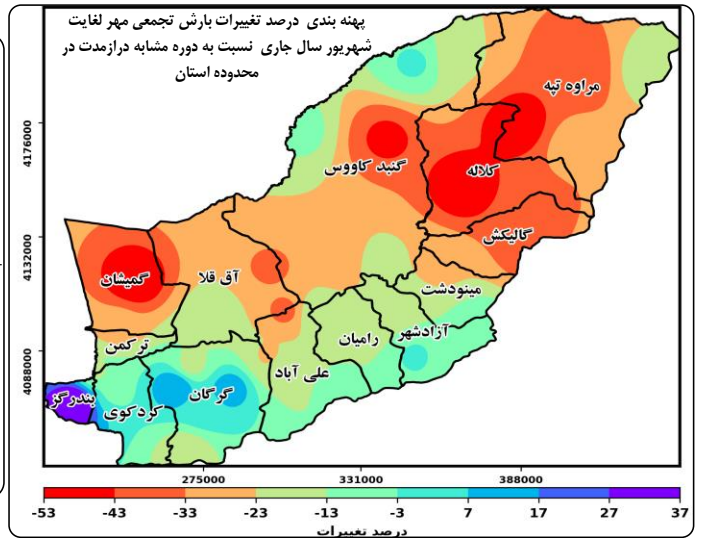 پهنه بندی درصد تغییرات بارش تجمعی مهر لغایت
شهریور سال جاری نسبت به دوره مشابه درازمدت در
محدوده استان
مراوه تپه
4176000
گنبد کاووس
کلاله
گالیکش
4132000
گمیشان
آق قلا
مینودشت
ترکمن
رامیان
آزادشهر
4088000
علی آباد
بندرگز
کردکوی
گرگان
275000 331000 388000
-53 -43 -33 -23 -13 -3 7 17 27 37
درصد تغییرات